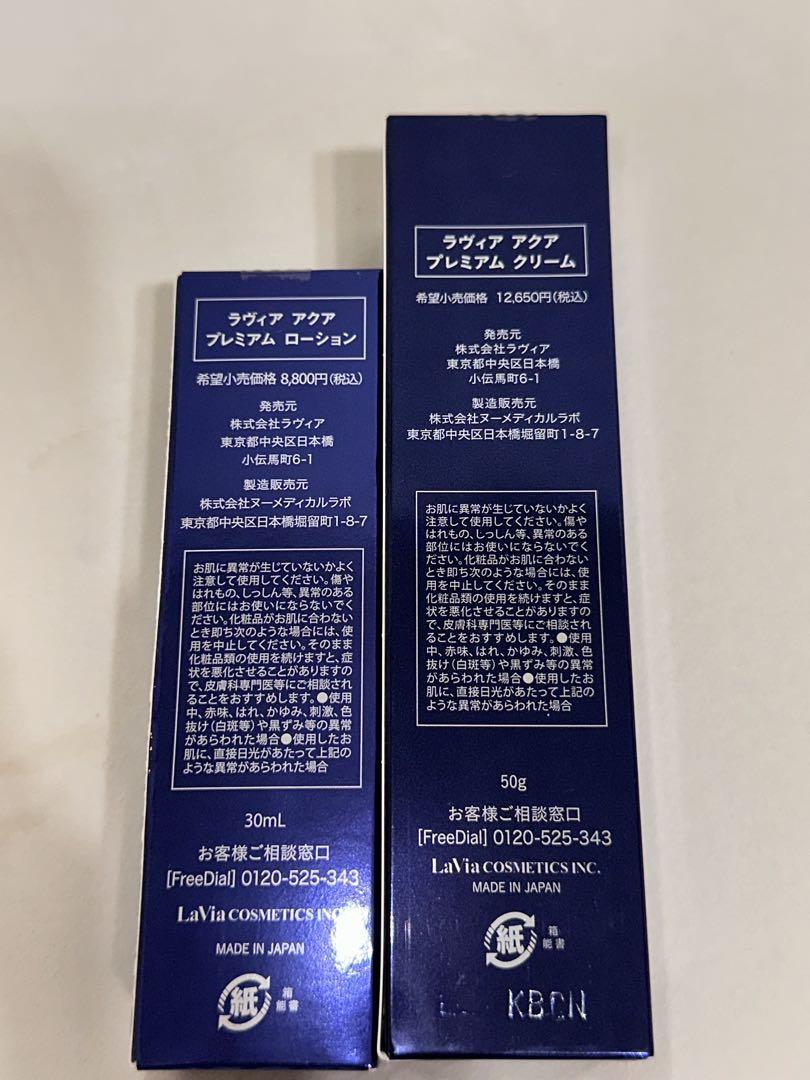 ラヴィア アクア
プレミアム ローション
希望小売価格 8,800円(税込)
発売元
株式会社ラヴィア
東京都中央区日本橋
小伝馬町6-1
製造販売元
株式会社ヌーメディカルラボ
東京都中央区日本橋堀留町1-8-7
お肌に異常が生じていないかよく
注意して使用してください。傷や
はれもの、しっしん等、異常のある
部位にはお使いにならないでく
ださい。化粧品がお肌に合わない
とき即ち次のような場合には、使
用を中止してください。そのまま
化粧品類の使用を続けますと、症
状を悪化させることがありますの
で、皮膚科専門医等にご相談され
ることをおすすめします。●使用
中、赤味、はれ、かゆみ、刺激、色
抜け(白斑等)や黒ずみ等の異常
があらわれた場合●使用したお
肌に、直接日光があたって上記の
ような異常があらわれた場合
30mL
お客様ご相談窓口
[FreeDial] 0120-525-343
LaVia COSMETICS INC.
MADE IN JAPAN
紙
箱
能書
ラヴィア アクア
プレミアム クリーム
希望小売価格 12,650円(税込)
発売元
株式会社ラヴィア
東京都中央区日本橋
小伝馬町6-1
製造販売元
株式会社ヌーメディカルラボ
東京都中央区日本橋堀留町1-8-7
お肌に異常が生じていないかよく
注意して使用してください。傷や
はれもの、しっしん等、異常のある
部位にはお使いにならないでく
ださい。化粧品がお肌に合わない
とき即ち次のような場合には、使
用を中止してください。そのまま
化粧品類の使用を続けますと、症
状を悪化させることがありますの
で、皮膚科専門医等にご相談され
ることをおすすめします。●使用
中、赤味、はれ、かゆみ、刺激、色
抜け(白斑等)や黒ずみ等の異常
があらわれた場合●使用したお
肌に、直接日光があたって上記の
ような異常があらわれた場合
50g
お客様ご相談窓口
[FreeDial] 0120-525-343
LaVia COSMETICS INC.
MADE IN JAPAN
紙
箱
能書